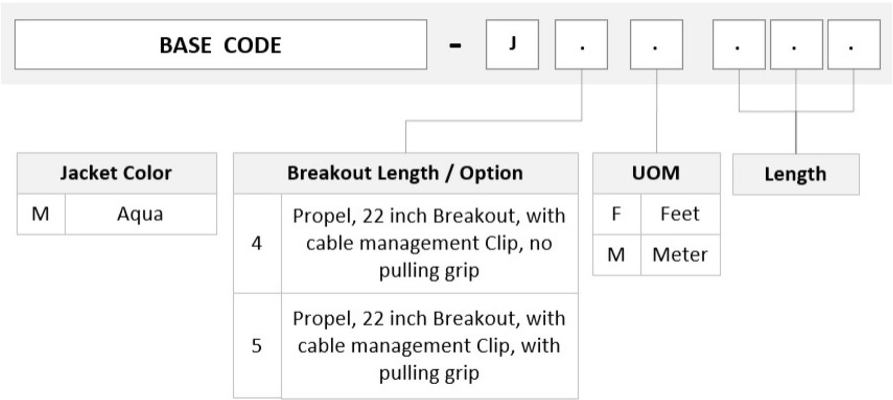 BASE CODE - J . . . . .
Jacket Color
M Aqua
Breakout Length / Option
4 Propel, 22 inch Breakout, with
cable management Clip, no
pulling grip
5 Propel, 22 inch Breakout, with
cable management Clip, with
pulling grip
UOM
F Feet
M Meter
Length